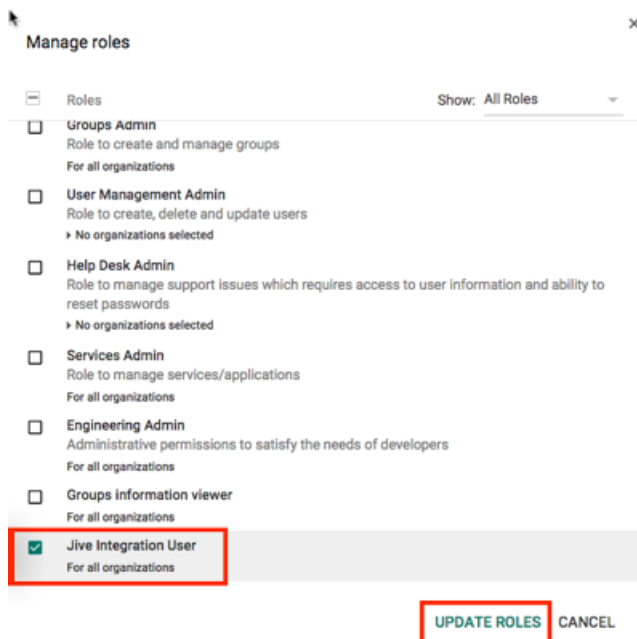 Manage roles
Roles
Show: All Roles
Groups Admin
Role to create and manage groups
For all organizations
User Management Admin
Role to create, delete and update users
No organizations selected
Help Desk Admin
Role to manage support issues which requires access to user information and ability to
reset passwords
No organizations selected
Services Admin
Role to manage services/applications
For all organizations
Engineering Admin
Administrative permissions to satisfy the needs of developers
For all organizations
Groups information viewer
For all organizations
Jive Integration User
For all organizations
UPDATE ROLES CANCEL